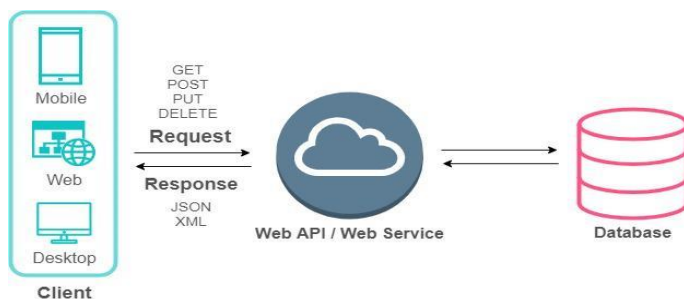 Mobile
Web
Desktop
Client
GET
POST
PUT
DELETE
Request
Response
JSON
XML
Web API / Web Service
Database